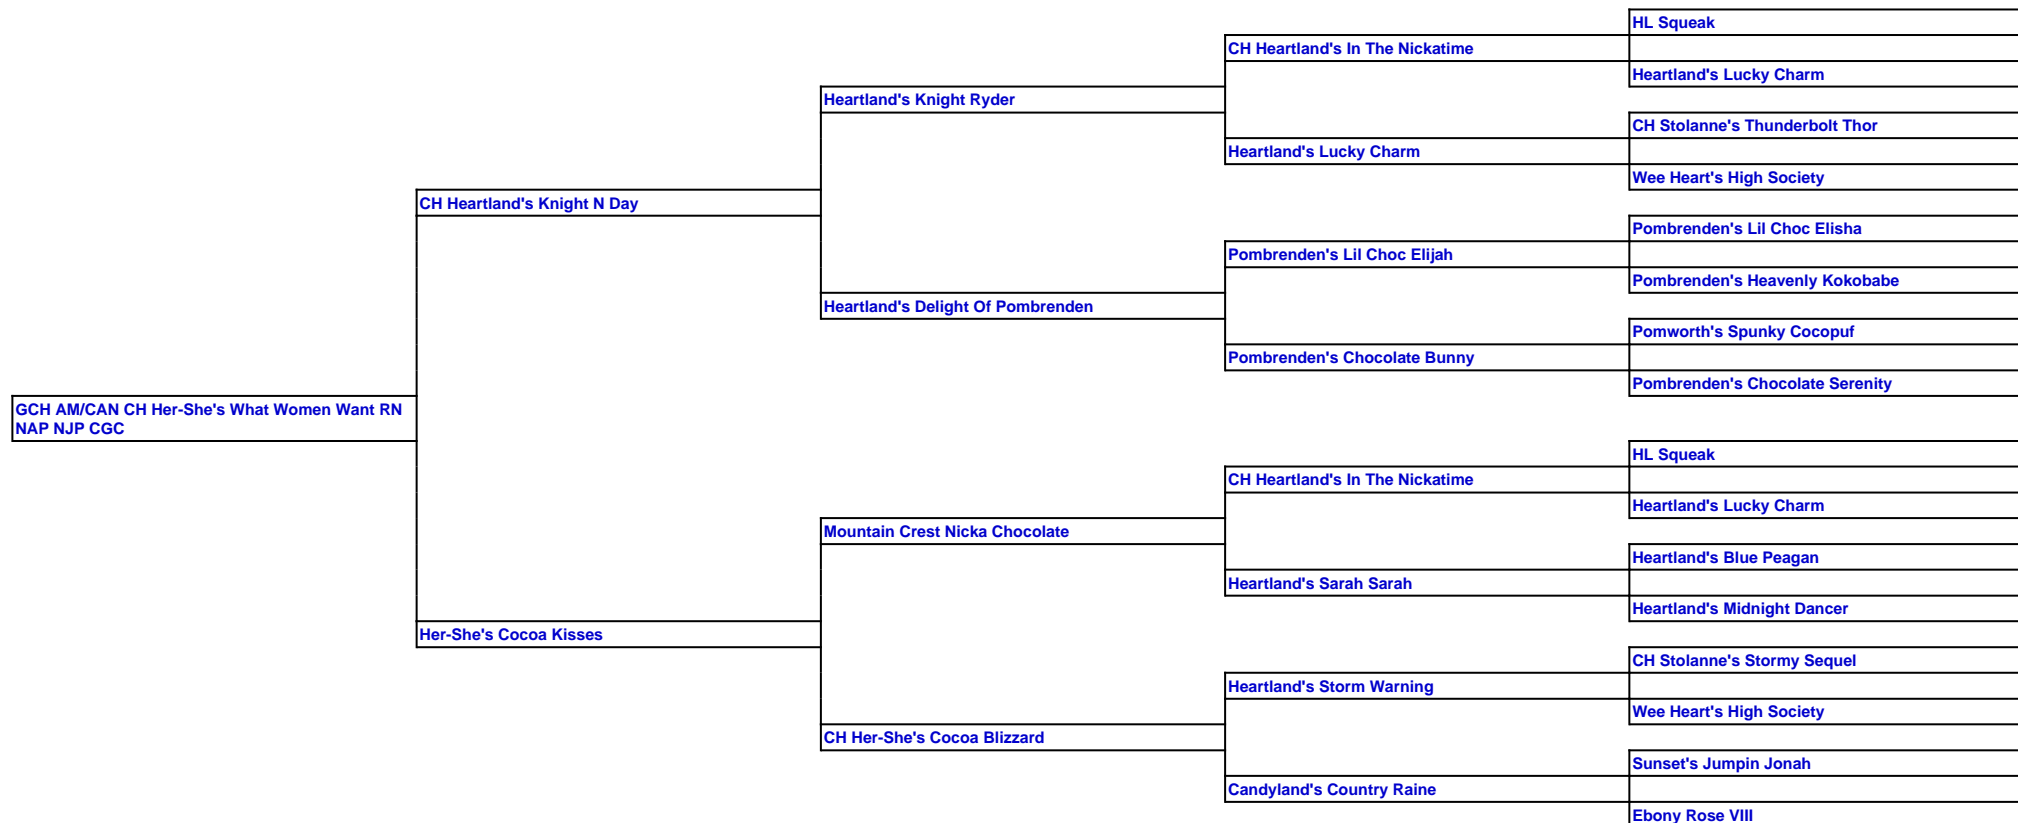 HL Squeak
CH Heartland's In The Nickatime
Heartland's Lucky Charm
Heartland's Knight Ryder
CH Stolanne's Thunderbolt Thor
Heartland's Lucky Charm
Wee Heart's High Society
CH Heartland's Knight N Day
Pombrenden's Lil Choc Elisha
Pombrenden's Lil Choc Elijah
Pombrenden's Heavenly Kokobabe
Heartland's Delight Of Pombrenden
Pomworth's Spunky Cocopuf
Pombrenden's Chocolate Bunny
Pombrenden's Chocolate Serenity
GCH AM/CAN CH Her-She's What Women Want RN
NAP NJP CGC
HL Squeak
CH Heartland's In The Nickatime
Heartland's Lucky Charm
Mountain Crest Nicka Chocolate
Heartland's Blue Peagan
Heartland's Sarah Sarah
Heartland's Midnight Dancer
Her-She's Cocoa Kisses
CH Stolanne's Stormy Sequel
Heartland's Storm Warning
Wee Heart's High Society
CH Her-She's Cocoa Blizzard
Sunset's Jumpin Jonah
Candyland's Country Raine
Ebony Rose VIII